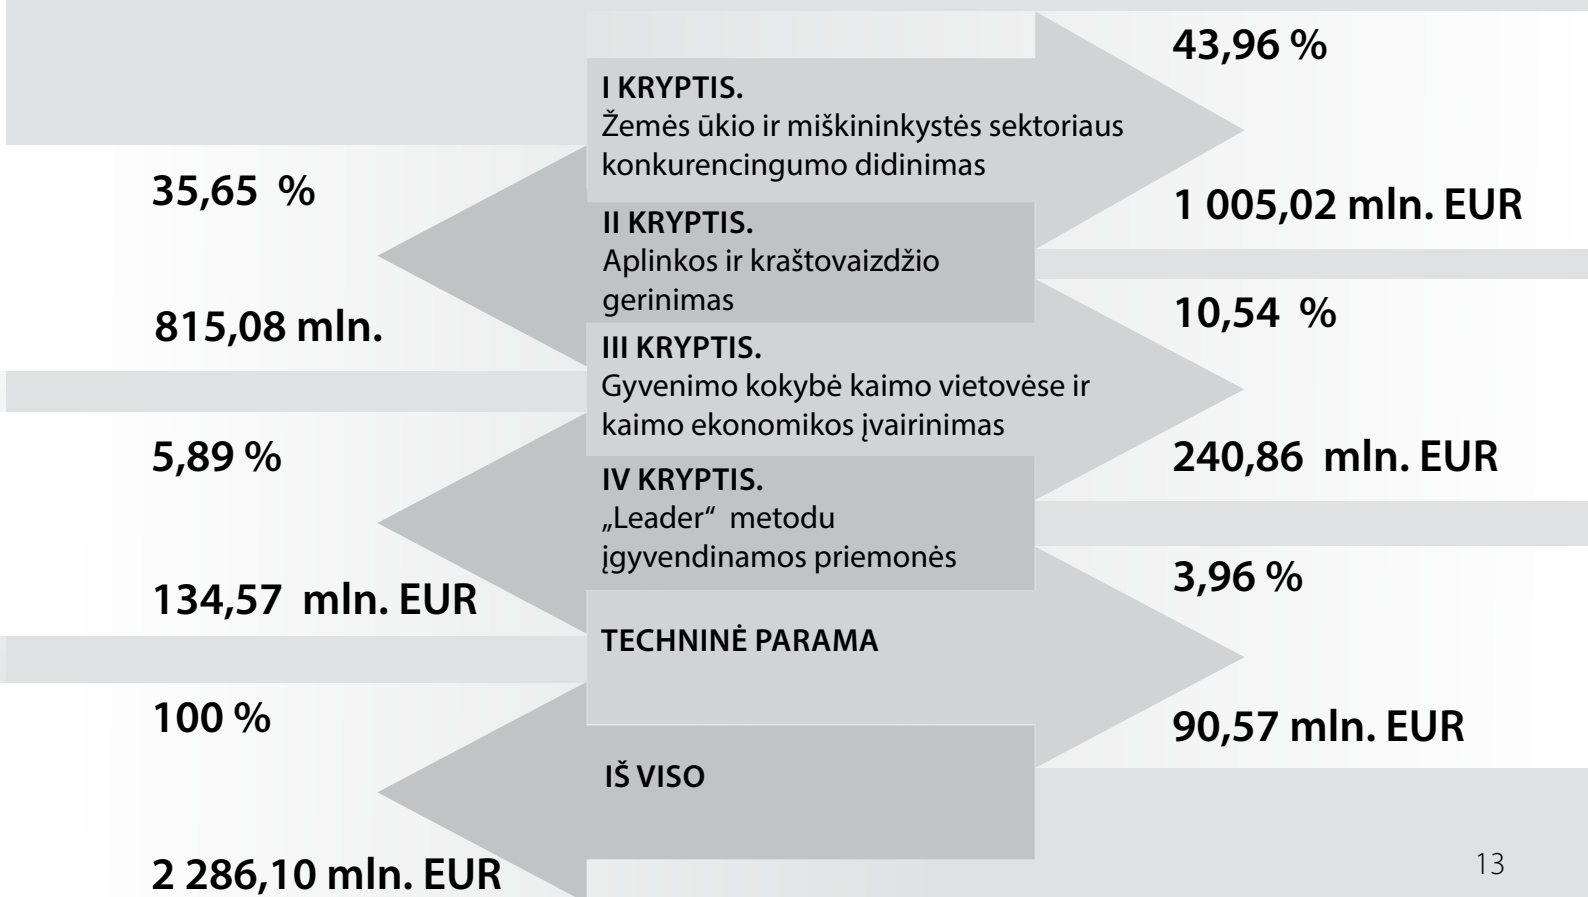 I KRYPTIS.
Žemės ūkio ir miškininkystės sektoriaus
konkurencingumo didinimas
43,96 %
1 005,02 mln. EUR
II KRYPTIS.
Aplinkos ir kraštovaizdžio
gerinimas
35,65 %
815,08 mln.
III KRYPTIS.
Gyvenimo kokybė kaimo vietovėse ir
kaimo ekonomikos įvairinimas
10,54 %
240,86 mln. EUR
IV KRYPTIS.
„Leader“ metodu
įgyvendinamos priemonės
5,89 %
134,57 mln. EUR
TECHNINĖ PARAMA
3,96 %
90,57 mln. EUR
IŠ VISO
100 %
2 286,10 mln. EUR
13